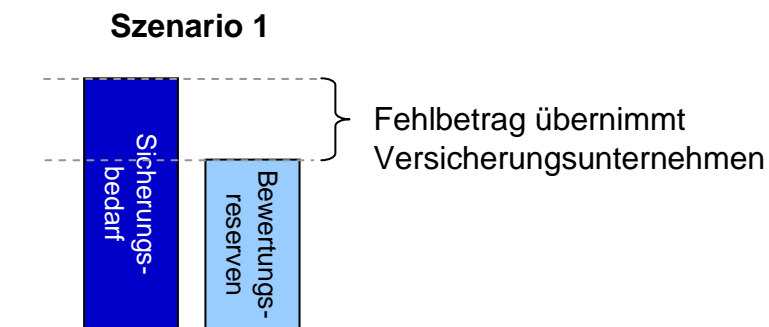 Szenario 1
Fehlbetrag übernimmt
Versicherungsunternehmen
Sicherungs-
bedarf
Bewertungs-
reserven